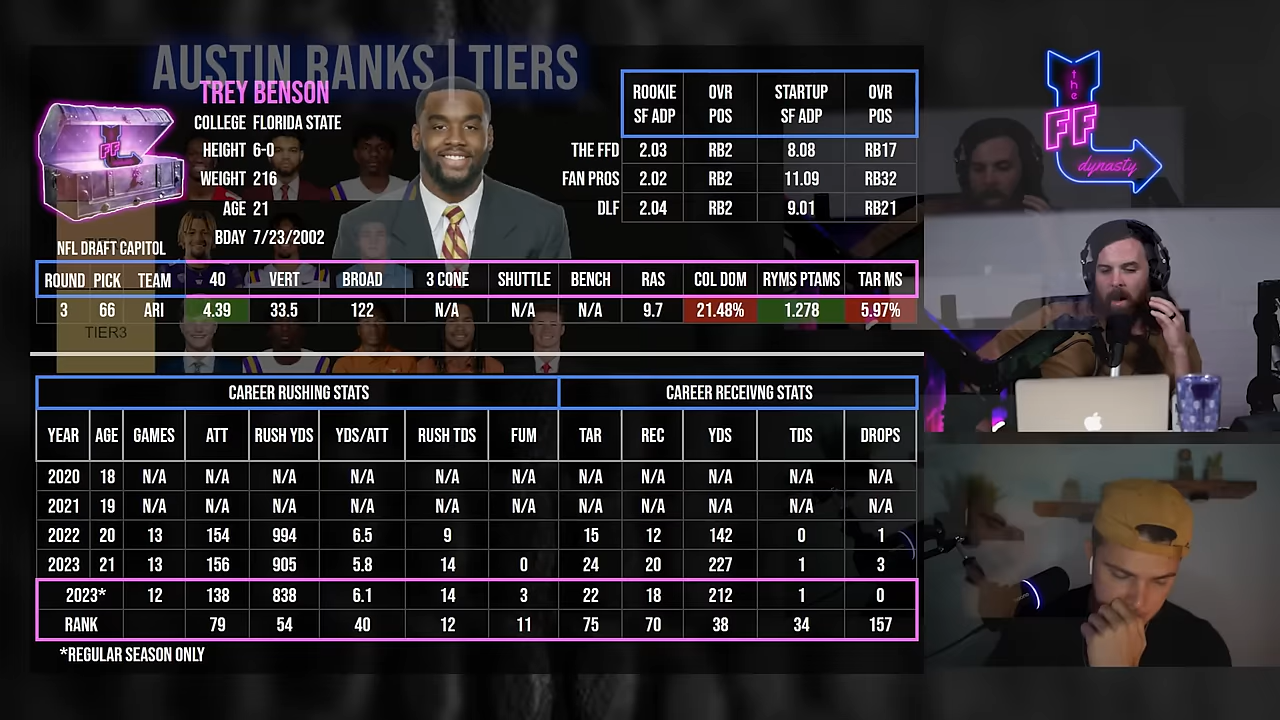 AUSTIN RANKS | TIERS
TREY BENSON
COLLEGE FLORIDA STATE
HEIGHT 6-0
WEIGHT 216
AGE 21
BDAY 7/23/2002
FF
ROOKIE SF ADP OVR POS STARTUP SF ADP OVR POS
THE FFD 2.03 RB2 8.08 RB17
FAN PROS 2.02 RB2 11.09 RB32
DLF 2.04 RB2 9.01 RB21
the
FF
dynasty
NFL DRAFT CAPITOL
ROUND PICK TEAM 40 VERT BROAD 3 CONE SHUTTLE BENCH RAS COL DOM RYMS PTAMS TAR MS
3 66 ARI 4.39 33.5 122 N/A N/A N/A 9.7 21.48% 1.278 5.97%
TIER3
CAREER RUSHING STATS CAREER RECEIVNG STATS
YEAR AGE GAMES ATT RUSH YDS YDS/ATT RUSH TDS FUM TAR REC YDS TDS DROPS
2020 18 N/A N/A N/A N/A N/A N/A N/A N/A N/A N/A N/A
2021 19 N/A N/A N/A N/A N/A N/A N/A N/A N/A N/A N/A
2022 20 13 154 994 6.5 9 15 12 142 0 1
2023 21 13 156 905 5.8 14 0 24 20 227 1 3
2023* 12 138 838 6.1 14 3 22 18 212 1 0
RANK 79 54 40 12 11 75 70 38 34 157
*REGULAR SEASON ONLY